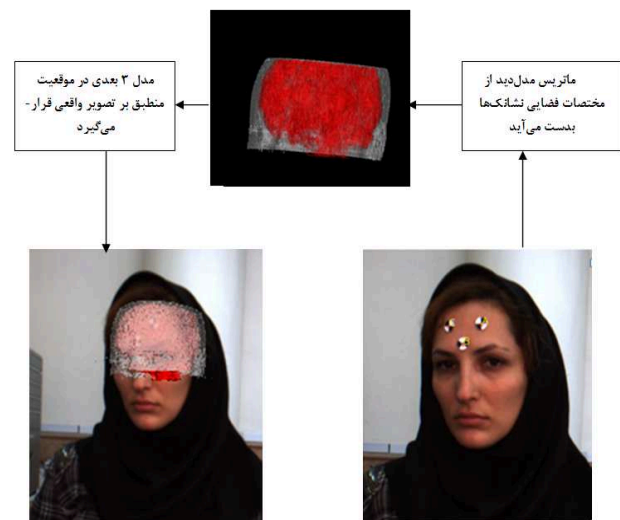 ماتریس مدل‌دید از
مختصات فضایی نشانک‌ها
بدست می‌آید
مدل ۳ بعدی در موقعیت
منطبق بر تصویر واقعی قرار-
می‌گیرد